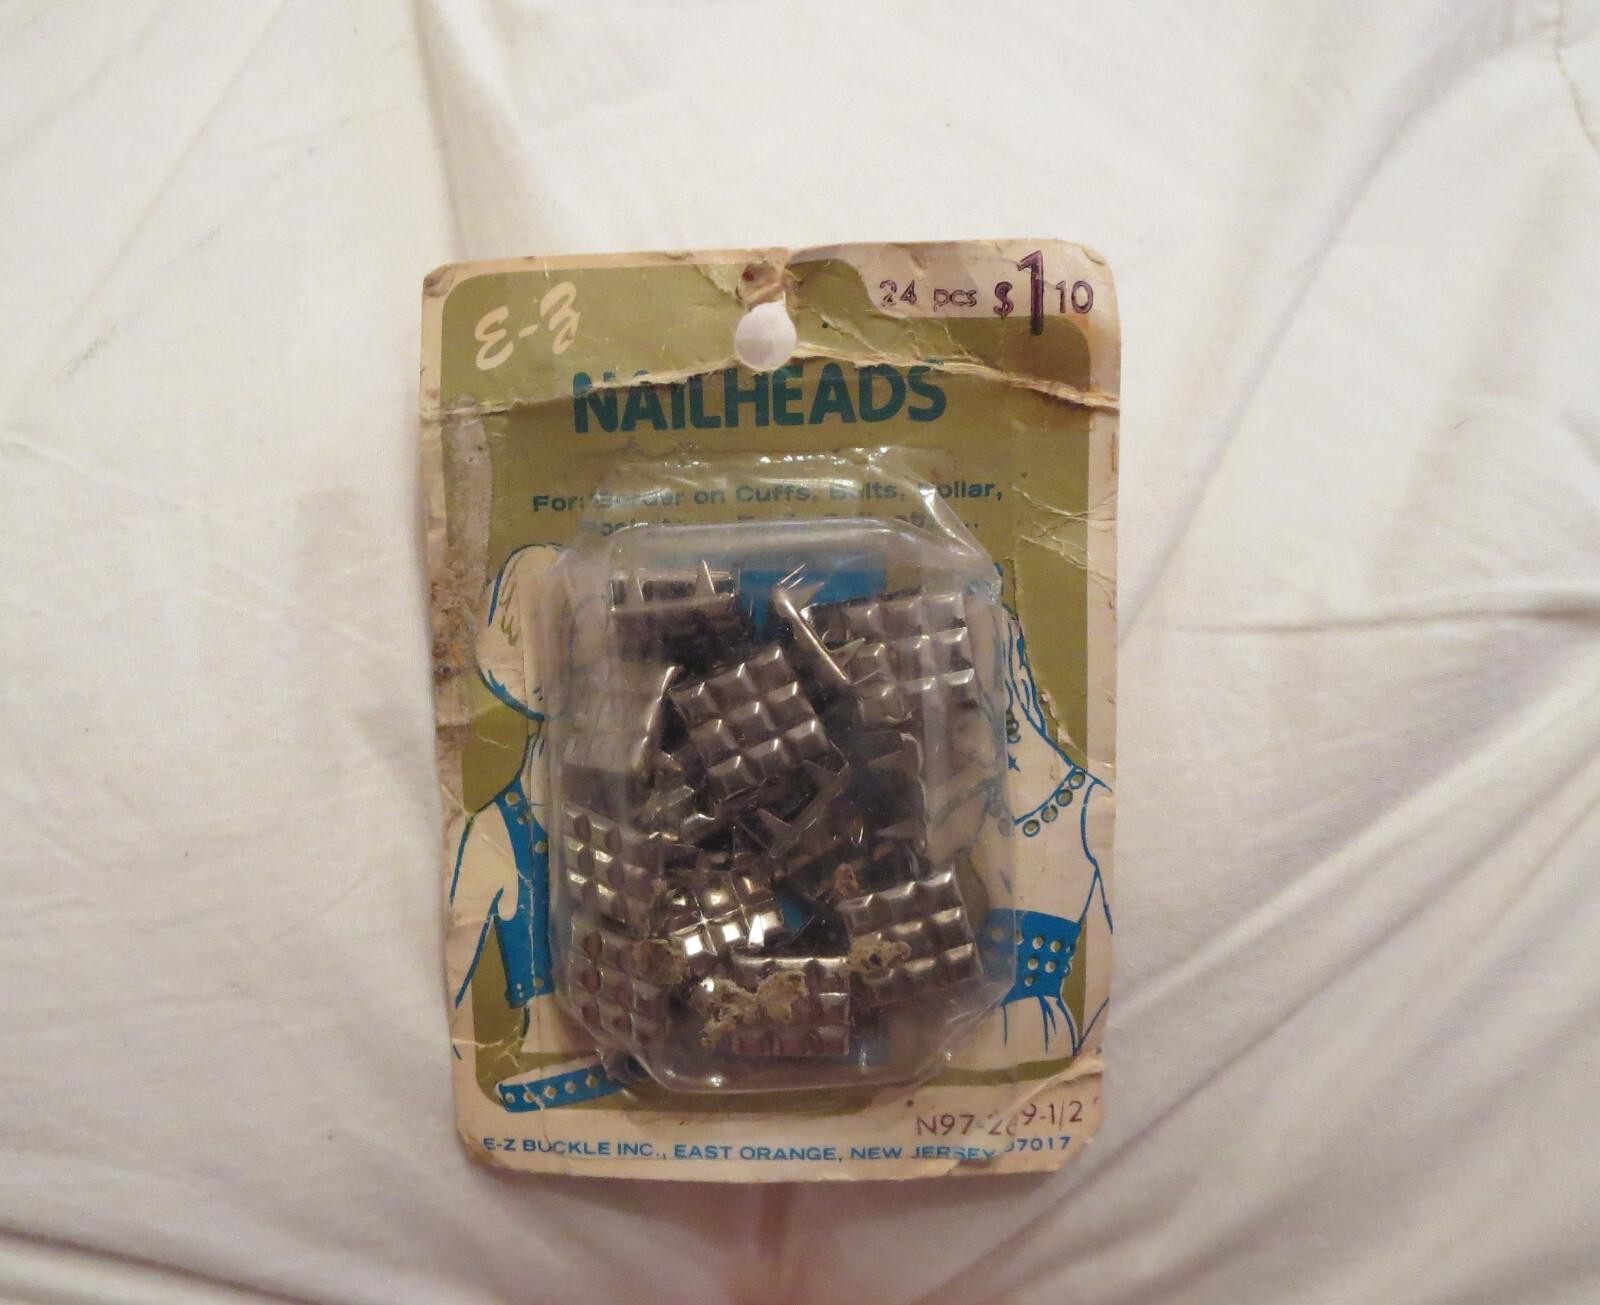 E-Z
24 pcs $1 10
NAILHEADS
For: Border on Cuffs, Belts, Collar,
N97-269-1/2
E-Z BUCKLE INC., EAST ORANGE, NEW JERSEY 07017